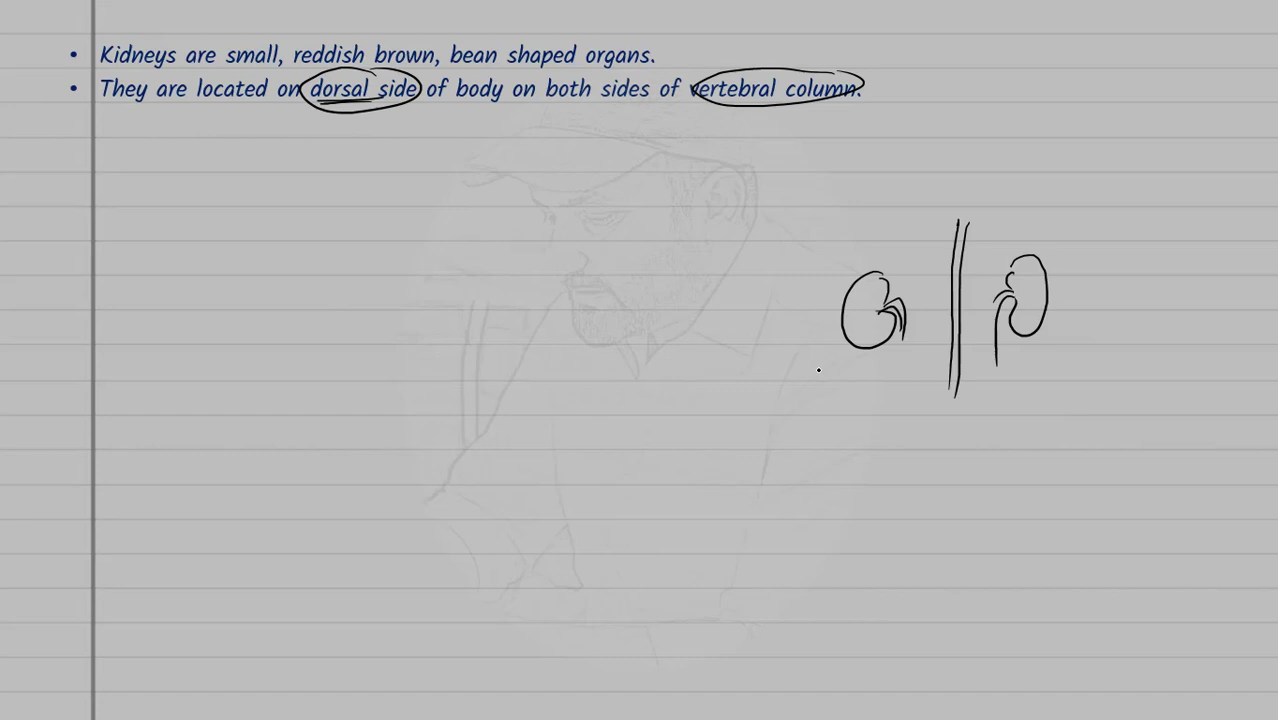 • Kidneys are small, reddish brown, bean shaped organs.
• They are located on dorsal side of body on both sides of vertebral column.